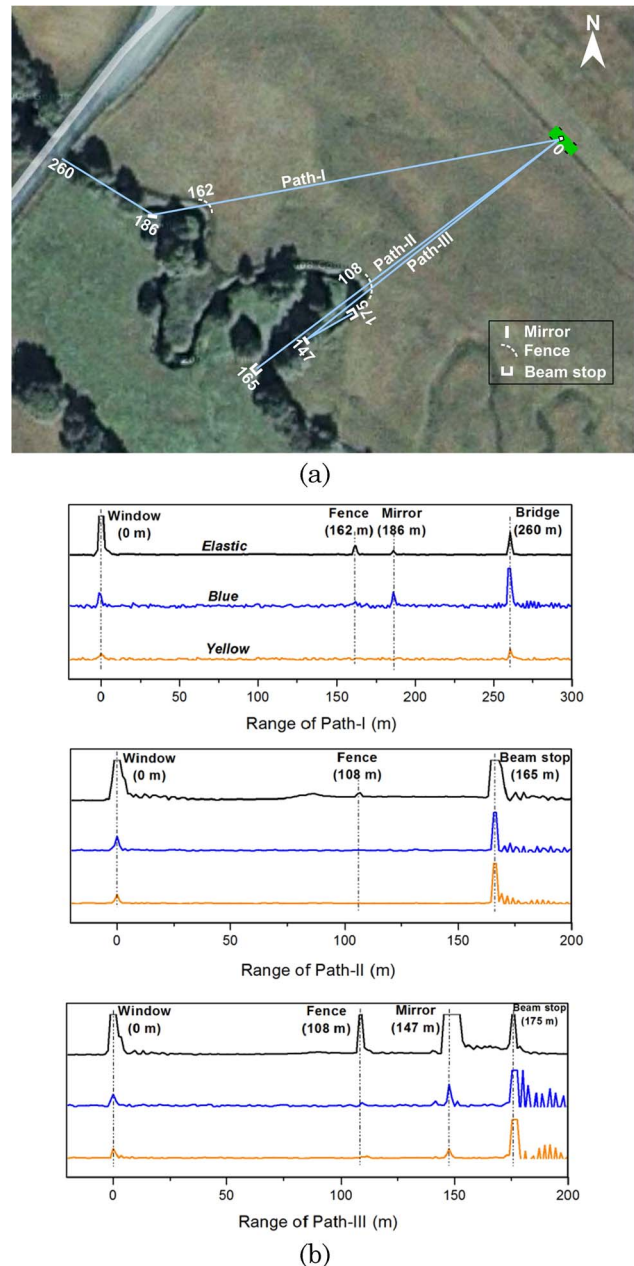 N
0
260
162
Path-I
186
Path-II
Path-III
108
175
147
165
Mirror
Fence
Beam stop
(a)
Window
(0 m)
Fence
(162 m)
Mirror
(186 m)
Bridge
(260 m)
Elastic
Blue
Yellow
0 50 100 150 200 250 300
Range of Path-I (m)
Window
(0 m)
Fence
(108 m)
Beam stop
(165 m)
0 50 100 150 200
Range of Path-II (m)
Window
(0 m)
Fence
(108 m)
Mirror
(147 m)
Beam stop
(175 m)
0 50 100 150 200
Range of Path-III (m)
(b)